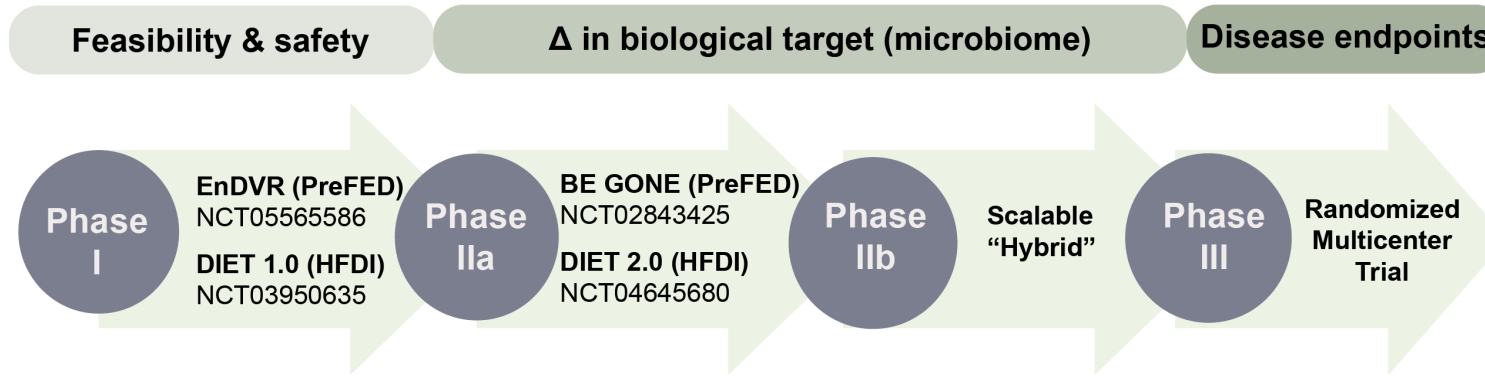 Feasibility & safety
Δ in biological target (microbiome)
Disease endpoints
Phase
I
EnDVR (PreFED)
NCT05565586
DIET 1.0 (HFDI)
NCT03950635
Phase
IIa
BE GONE (PreFED)
NCT02843425
DIET 2.0 (HFDI)
NCT04645680
Phase
IIb
Scalable
“Hybrid”
Phase
III
Randomized
Multicenter
Trial